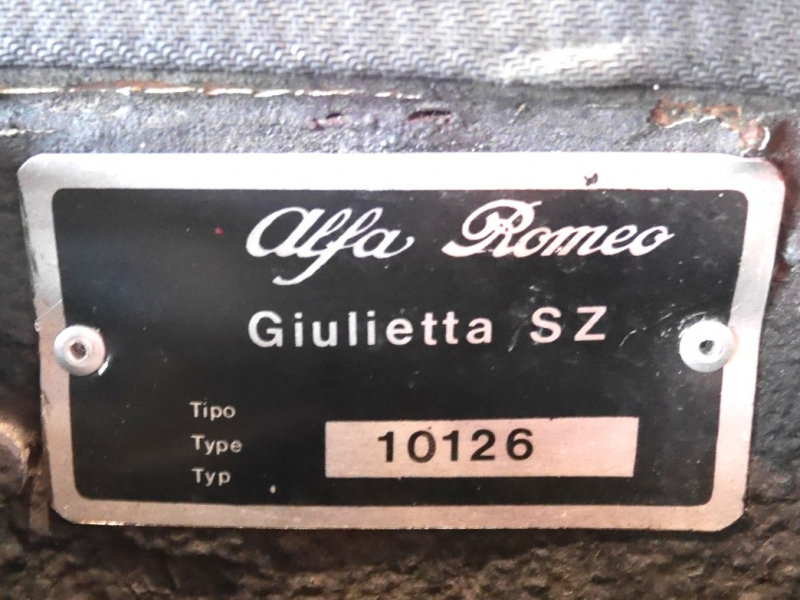 Alfa Romeo
Giulietta SZ
Tipo
Type 10126
Typ